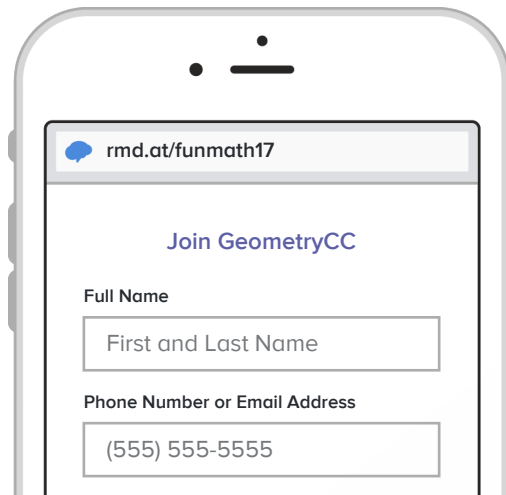 rmd.at/funmath17
Join GeometryCC
Full Name
First and Last Name
Phone Number or Email Address
(555) 555-5555